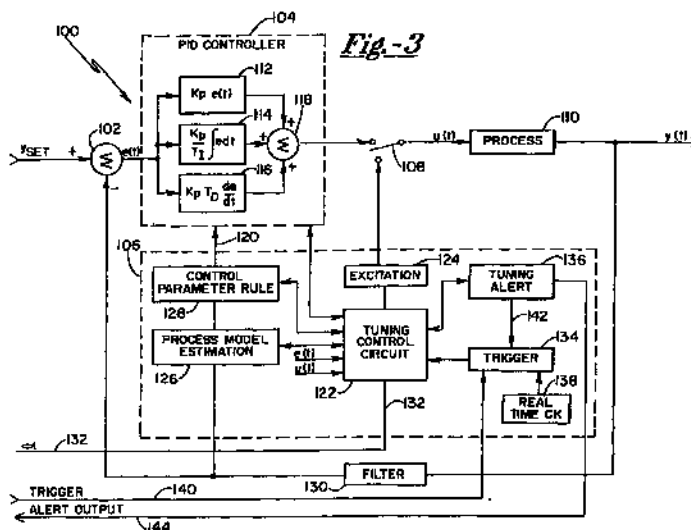 Fig.-3
100
PID CONTROLLER
104
112
Kp e(t)
114
Kp
TI
∫edt
116
Kp TD de
dt
118
102
YSET
+
e(t)
-
+
+
+
108
u(t)
110
PROCESS
y(t)
120
106
124
136
CONTROL
PARAMETER RULE
128
EXCITATION
TUNING
ALERT
142
134
PROCESS MODEL
ESTIMATION
126
TUNING
CONTROL
CIRCUIT
122
TRIGGER
138
REAL
TIME CK
132
132
FILTER
130
TRIGGER
140
ALERT OUTPUT
144